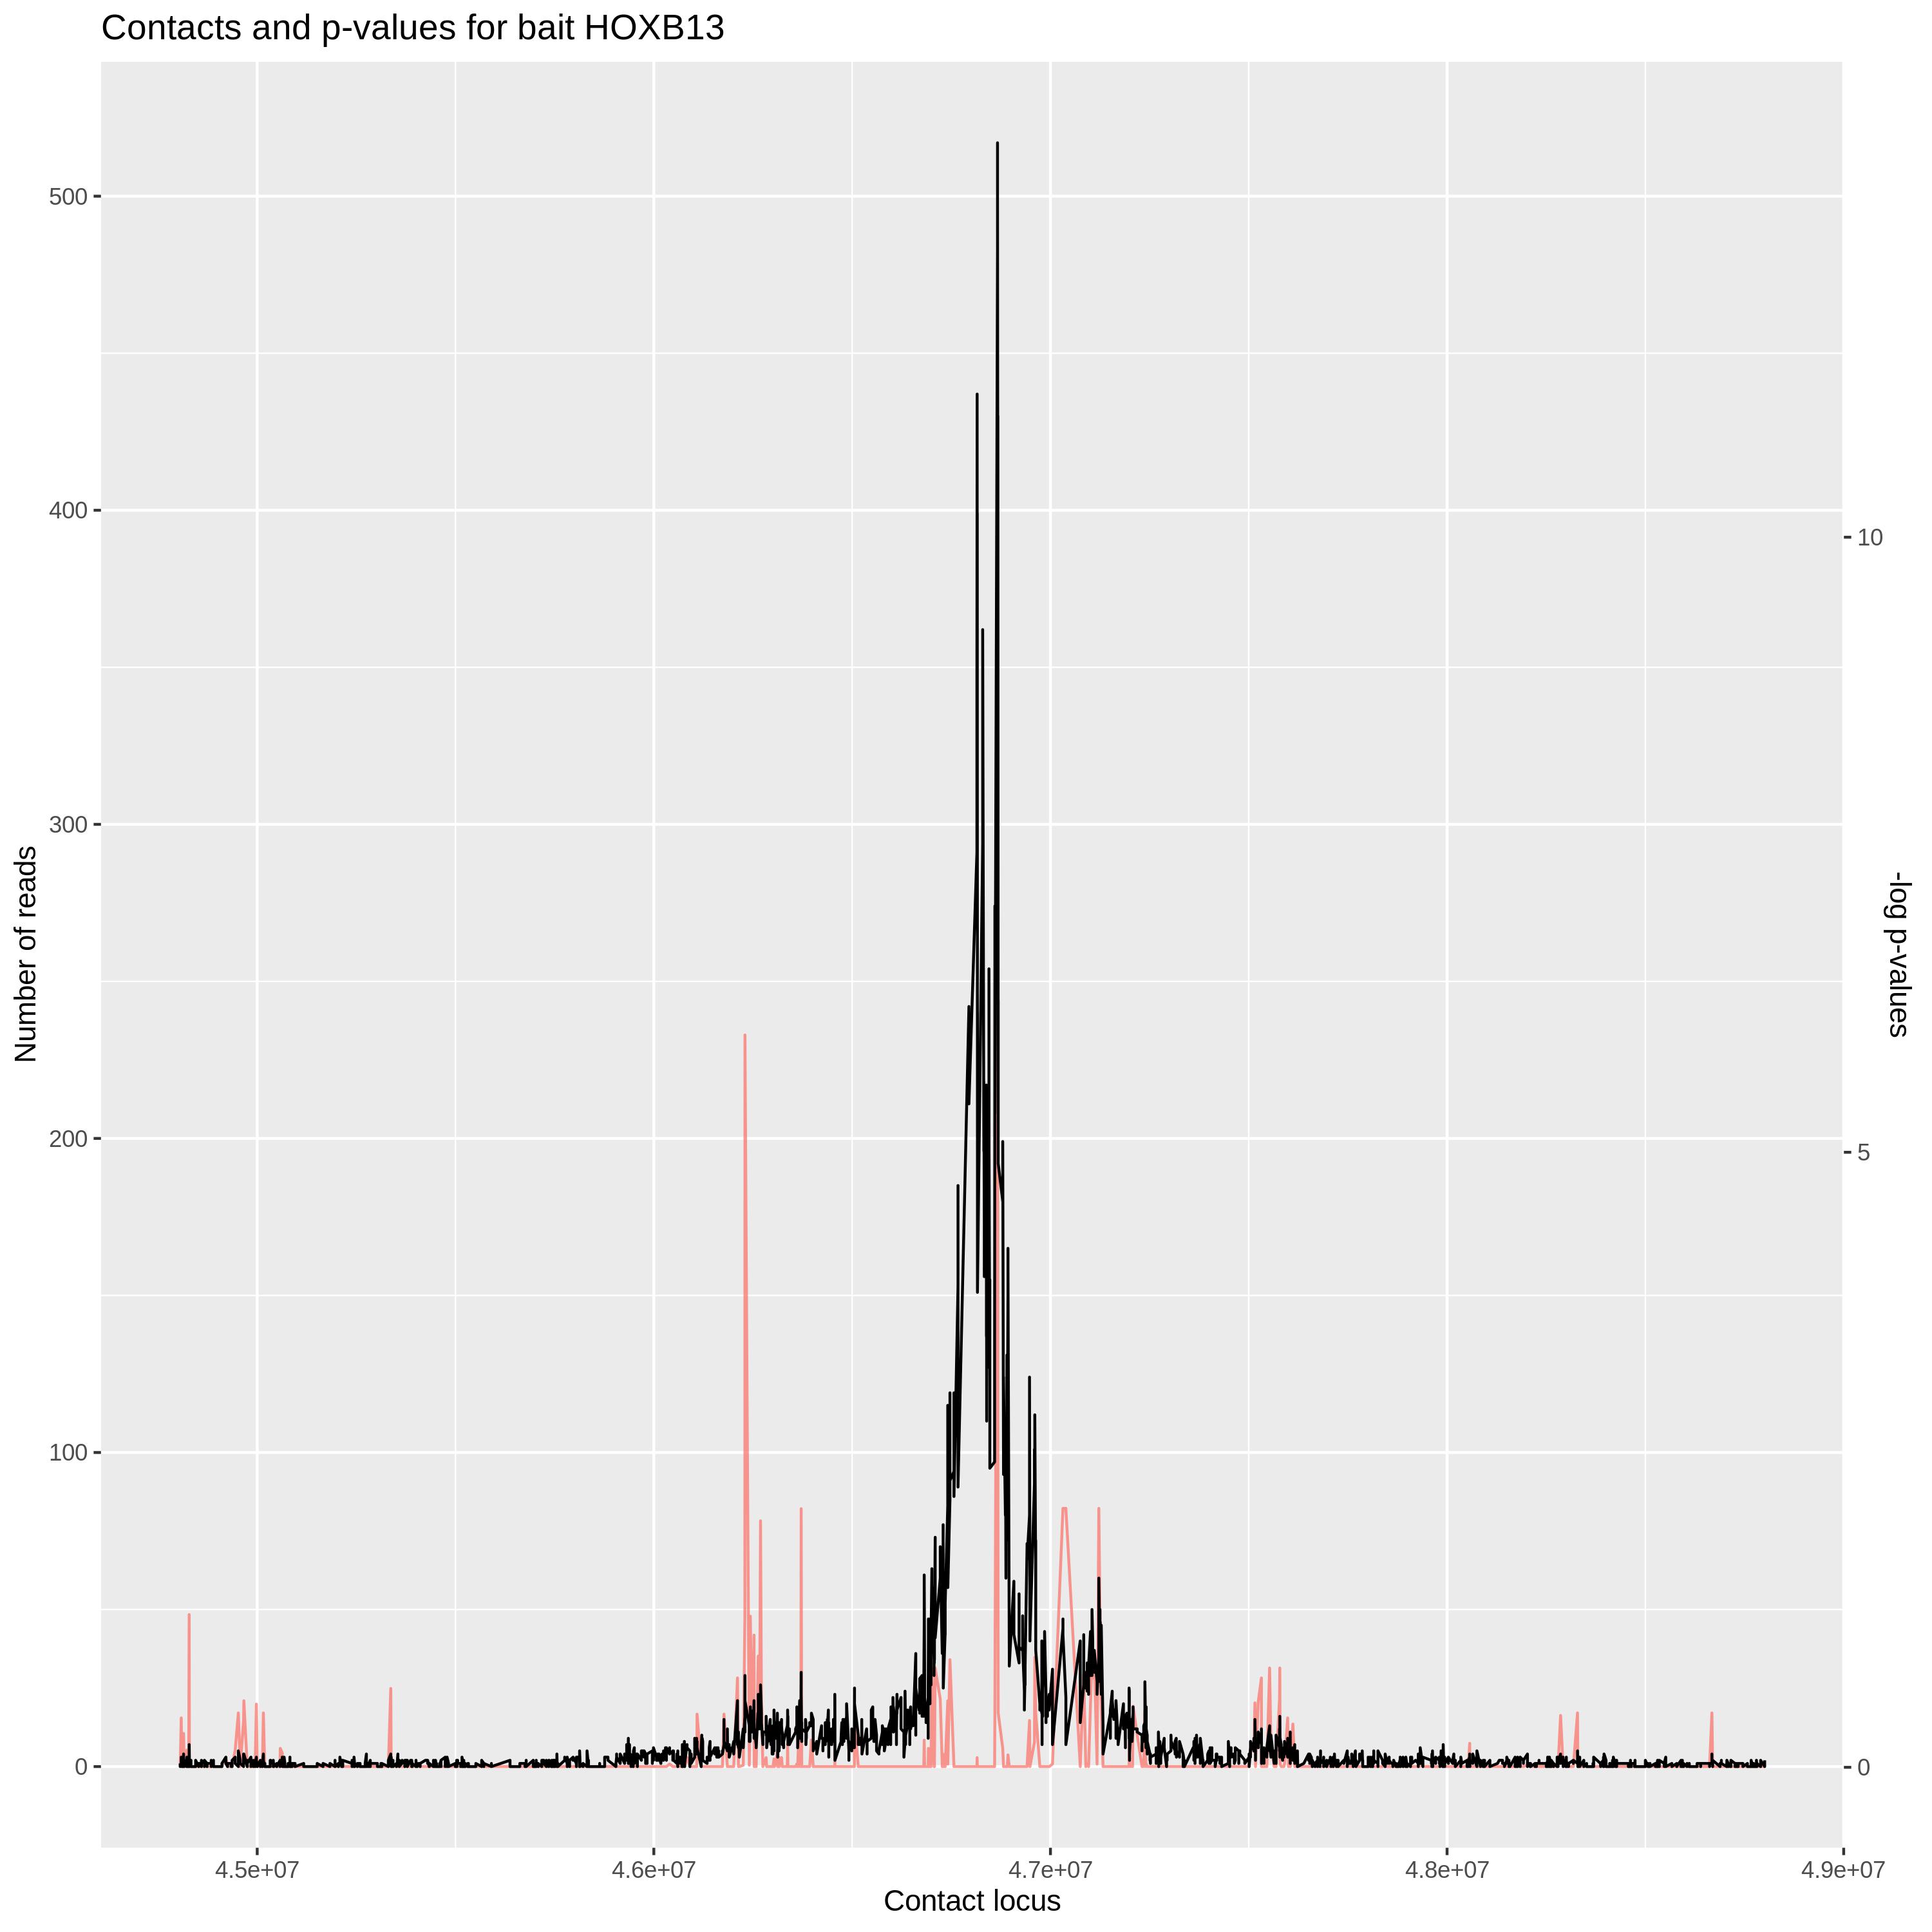 Contacts and p-values for bait HOXB13
500
400
300
200
100
0
Number of reads
10
5
0
-log p-values
4.5e+07
4.6e+07
4.7e+07
4.8e+07
4.9e+07
Contact locus